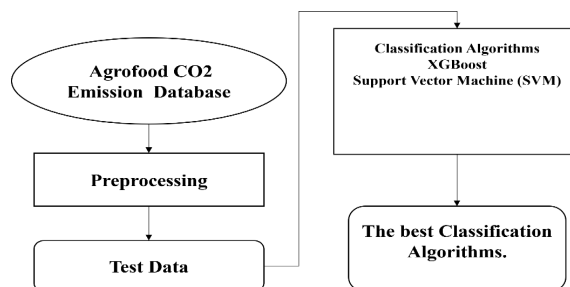 Agrofood CO2
Emission Database
Preprocessing
Test Data
Classification Algorithms
XGBoost
Support Vector Machine (SVM)
The best Classification
Algorithms.